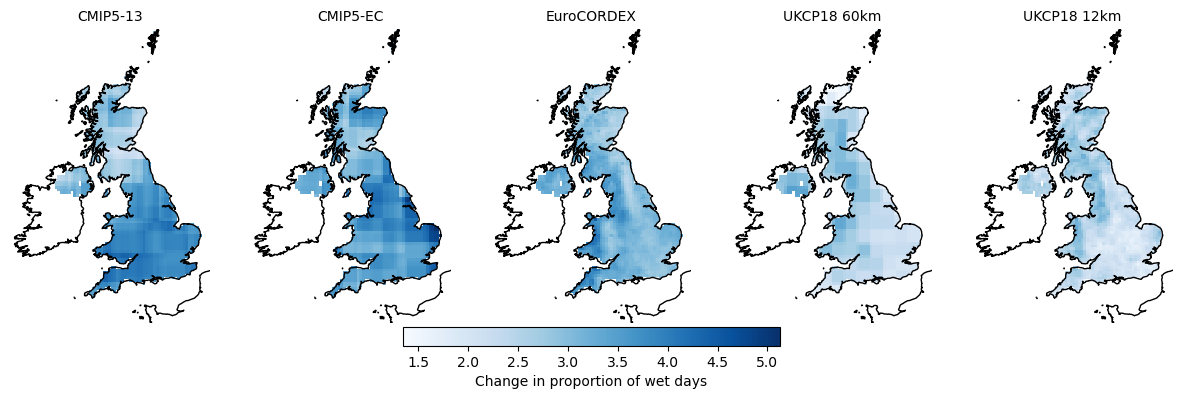 CMIP5-13 CMIP5-EC EuroCORDEX UKCP18 60km UKCP18 12km
1.5 2.0 2.5 3.0 3.5 4.0 4.5 5.0
Change in proportion of wet days